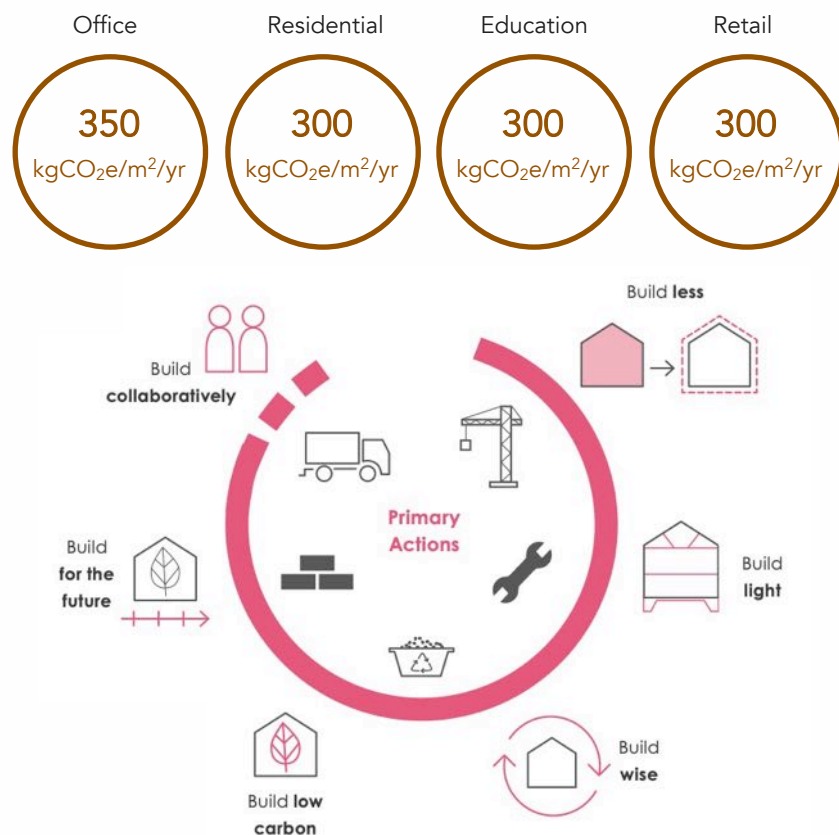 Office
Residential
Education
Retail
350
kgCO₂e/m²/yr
300
kgCO₂e/m²/yr
300
kgCO₂e/m²/yr
300
kgCO₂e/m²/yr
Build less
Build
collaboratively
Primary
Actions
Build
for the
future
Build
light
Build
wise
Build low
carbon